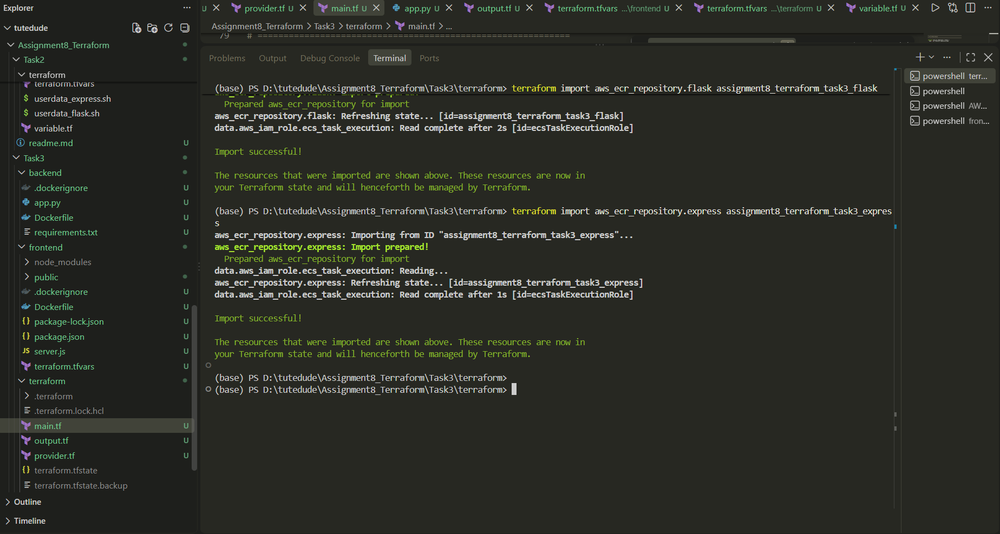 Explorer
tutedude
Assignment8_Terraform
Task2
terraform
terraform.tfvars
userdata_express.sh
userdata_flask.sh
variable.tf
readme.md U
Task3
backend
.dockerignore U
app.py U
Dockerfile U
requirements.txt U
frontend
node_modules
public
.dockerignore U
Dockerfile U
package-lock.json U
package.json U
server.js U
terraform.tfvars U
terraform
.terraform
.terraform.lock.hcl
main.tf U
output.tf U
provider.tf U
terraform.tfstate
terraform.tfstate.backup
Outline
Timeline
U provider.tf U main.tf U app.py U output.tf U terraform.tfvars ...\frontend U terraform.tfvars ...\terraform U variable.tf U
Assignment8_Terraform > Task3 > terraform > main.tf > ...
79 # ============================================================
Problems Output Debug Console Terminal Ports
(base) PS D:\tutedude\Assignment8_Terraform\Task3\terraform> terraform import aws_ecr_repository.flask assignment8_terraform_task3_flask
Prepared aws_ecr_repository for import
aws_ecr_repository.flask: Refreshing state... [id=assignment8_terraform_task3_flask]
data.aws_iam_role.ecs_task_execution: Read complete after 2s [id=ecsTaskExecutionRole]
Import successful!
The resources that were imported are shown above. These resources are now in
your Terraform state and will henceforth be managed by Terraform.
(base) PS D:\tutedude\Assignment8_Terraform\Task3\terraform> terraform import aws_ecr_repository.express assignment8_terraform_task3_expres
s
aws_ecr_repository.express: Importing from ID "assignment8_terraform_task3_express"...
aws_ecr_repository.express: Import prepared!
Prepared aws_ecr_repository for import
data.aws_iam_role.ecs_task_execution: Reading...
aws_ecr_repository.express: Refreshing state... [id=assignment8_terraform_task3_express]
data.aws_iam_role.ecs_task_execution: Read complete after 1s [id=ecsTaskExecutionRole]
Import successful!
The resources that were imported are shown above. These resources are now in
your Terraform state and will henceforth be managed by Terraform.
(base) PS D:\tutedude\Assignment8_Terraform\Task3\terraform>
(base) PS D:\tutedude\Assignment8_Terraform\Task3\terraform>
powershell terr...
powershell
powershell AW...
powershell fron...